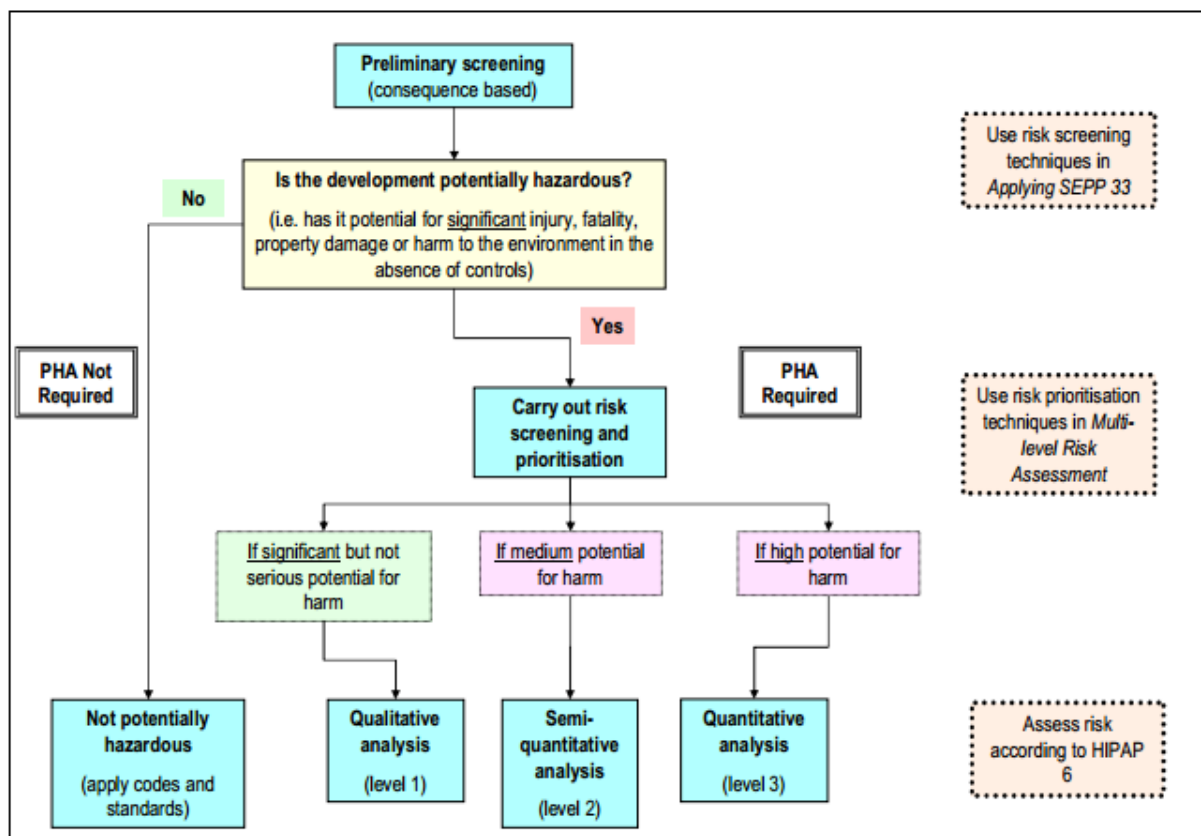 Preliminary screening
(consequence based)
Use risk screening
techniques in
Applying SEPP 33
Is the development potentially hazardous?
(i.e. has it potential for significant injury, fatality,
property damage or harm to the environment in the
absence of controls)
No
Yes
PHA Not
Required
PHA
Required
Carry out risk
screening and
prioritisation
Use risk prioritisation
techniques in Multi-
level Risk
Assessment
If significant but not
serious potential for
harm
If medium potential
for harm
If high potential for
harm
Not potentially
hazardous
(apply codes and
standards)
Qualitative
analysis
(level 1)
Semi-
quantitative
analysis
(level 2)
Quantitative
analysis
(level 3)
Assess risk
according to HIPAP
6